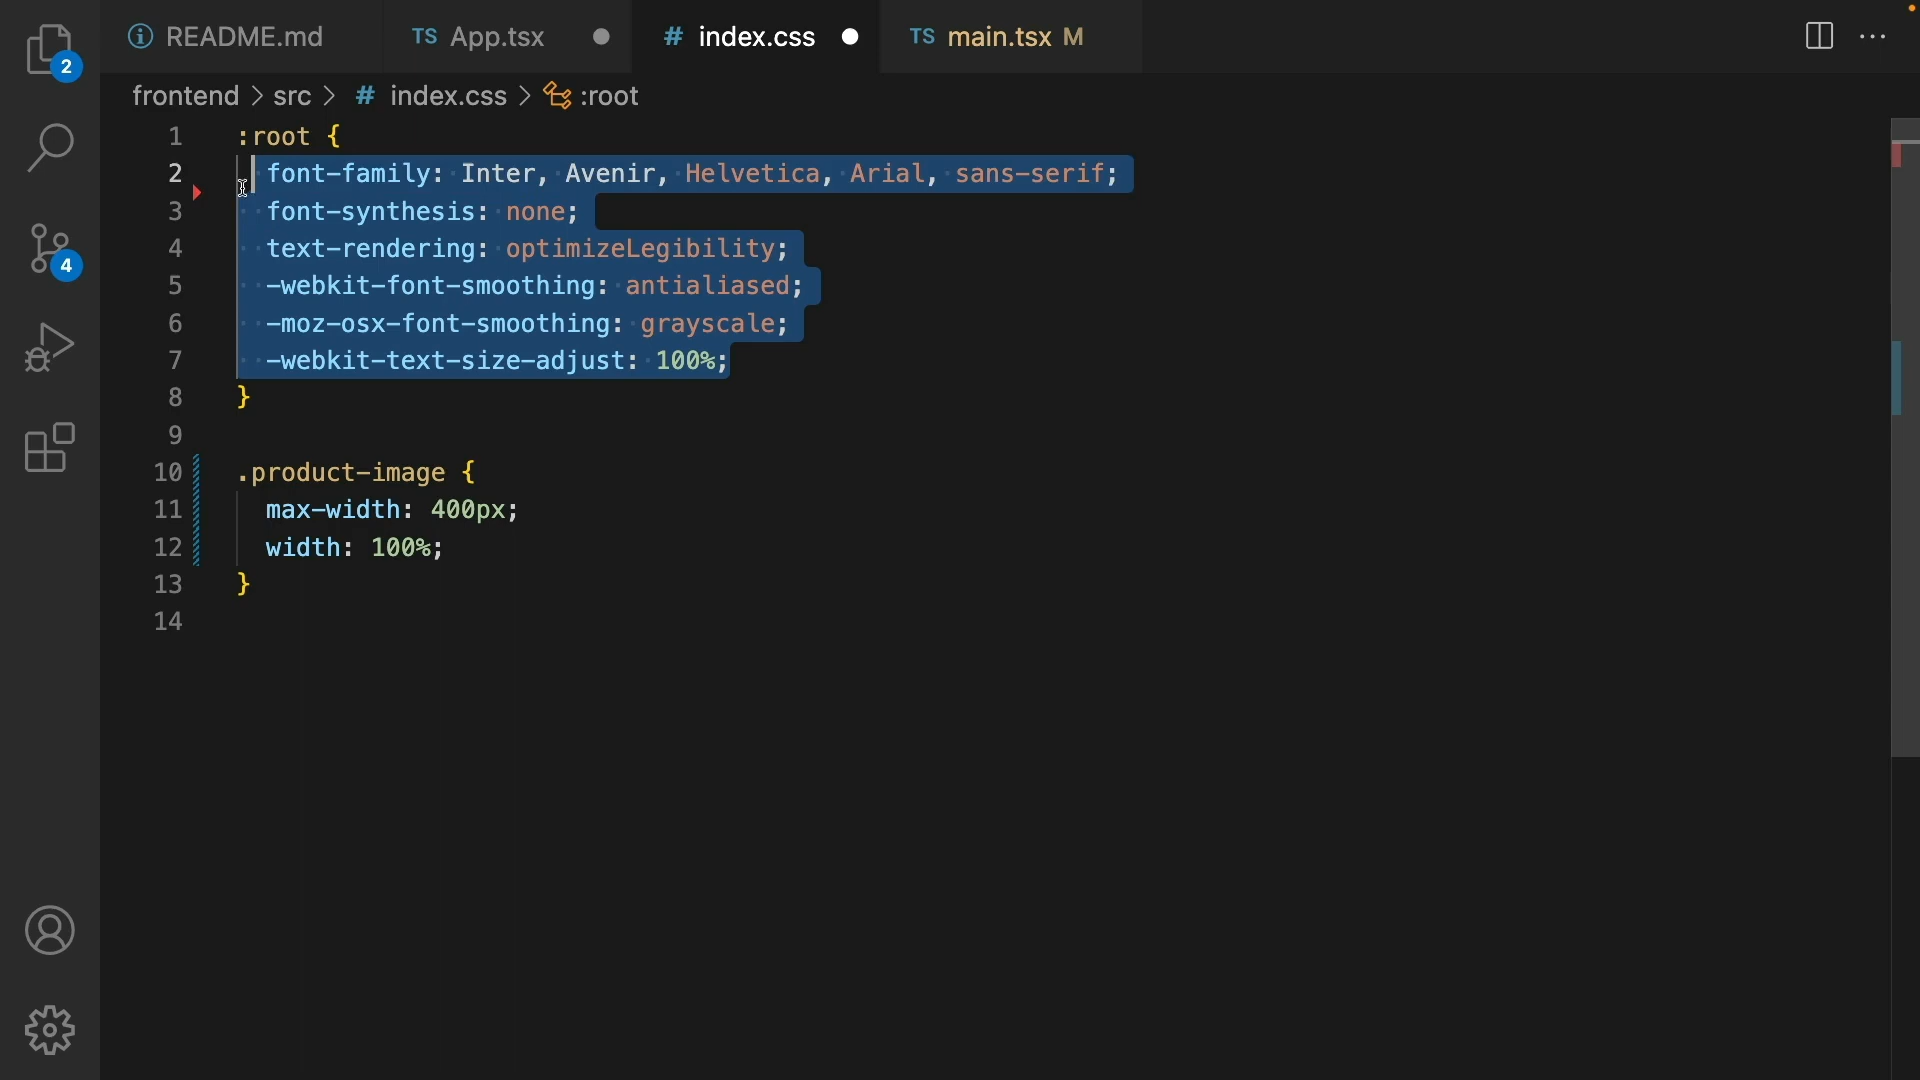 README.md
TS App.tsx
# index.css
TS main.tsx M
2
frontend > src > # index.css > :root
1 :root {
2 font-family: Inter, Avenir, Helvetica, Arial, sans-serif;
3 font-synthesis: none;
4 text-rendering: optimizeLegibility;
5 -webkit-font-smoothing: antialiased;
6 -moz-osx-font-smoothing: grayscale;
7 -webkit-text-size-adjust: 100%;
8 }
9
10 .product-image {
11 max-width: 400px;
12 width: 100%;
13 }
14
4